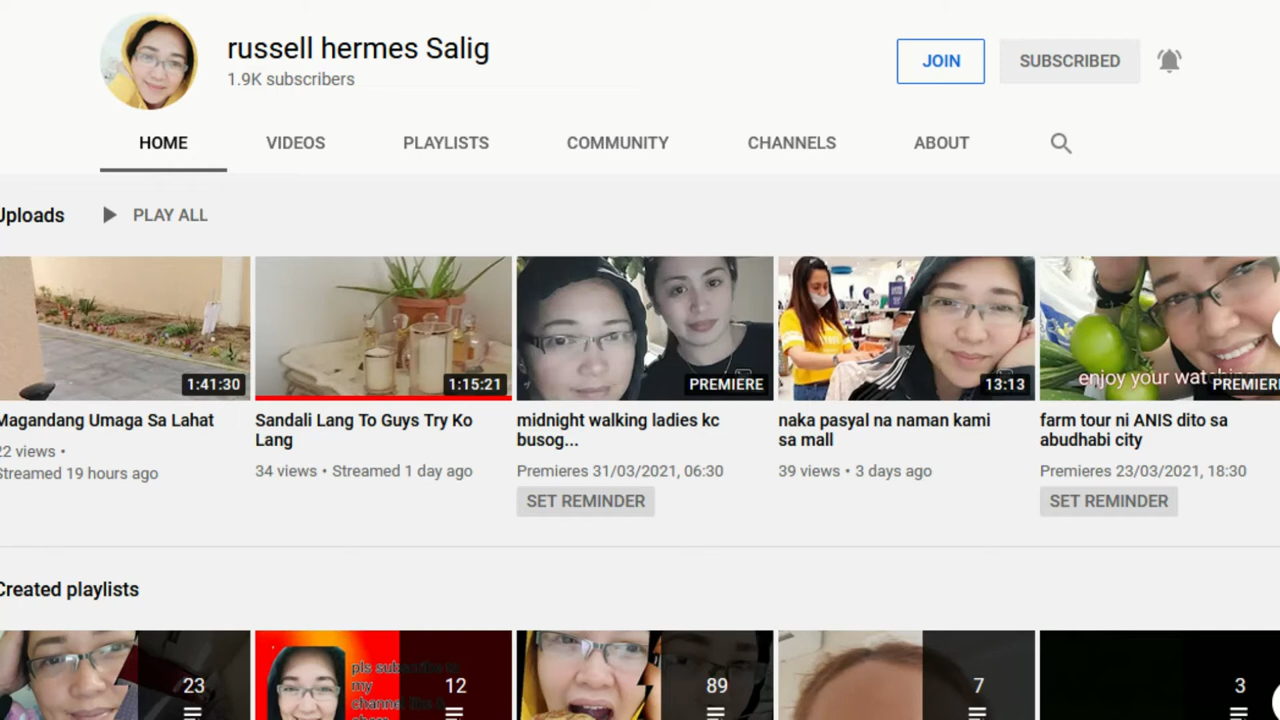 russell hermes Salig
1.9K subscribers
JOIN
SUBSCRIBED
HOME
VIDEOS
PLAYLISTS
COMMUNITY
CHANNELS
ABOUT
Uploads
PLAY ALL
1:41:30
1:15:21
PREMIERE
13:13
enjoy your
PREMIERE
Magandang Umaga Sa Lahat
22 views •
Streamed 19 hours ago
Sandali Lang To Guys Try Ko
Lang
34 views • Streamed 1 day ago
midnight walking ladies kc
busog...
Premieres 31/03/2021, 06:30
SET REMINDER
naka pasyal na naman kami
sa mall
39 views • 3 days ago
farm tour ni ANIS dito sa
abudhabi city
Premieres 23/03/2021, 18:30
SET REMINDER
Created playlists
23
pls subscribe to
my
channel
12
89
7
3